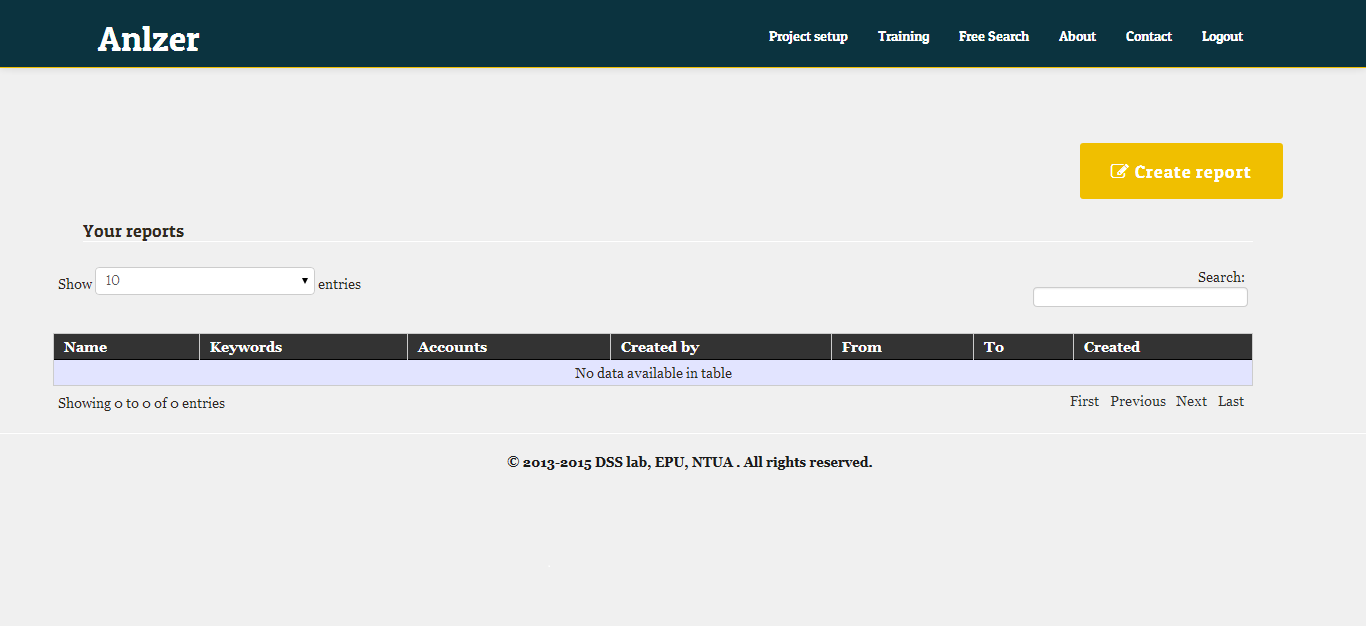 Anlzer
Project setup Training Free Search About Contact Logout
Create report
Your reports
Show 10 entries
Search:
Name Keywords Accounts Created by From To Created
No data available in table
Showing 0 to 0 of 0 entries
First Previous Next Last
© 2013-2015 DSS lab, EPU, NTUA . All rights reserved.